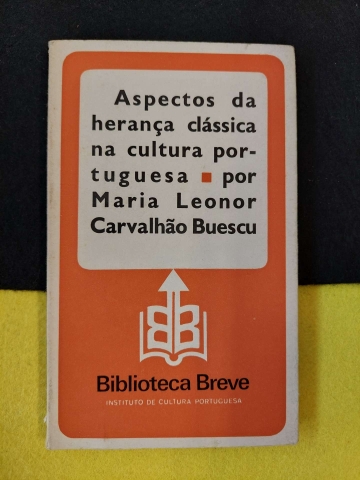 Aspectos da
herança clássica
na cultura por-
tuguesa ▪ por
Maria Leonor
Carvalhão Buescu
BB
Biblioteca Breve
INSTITUTO DE CULTURA PORTUGUESA